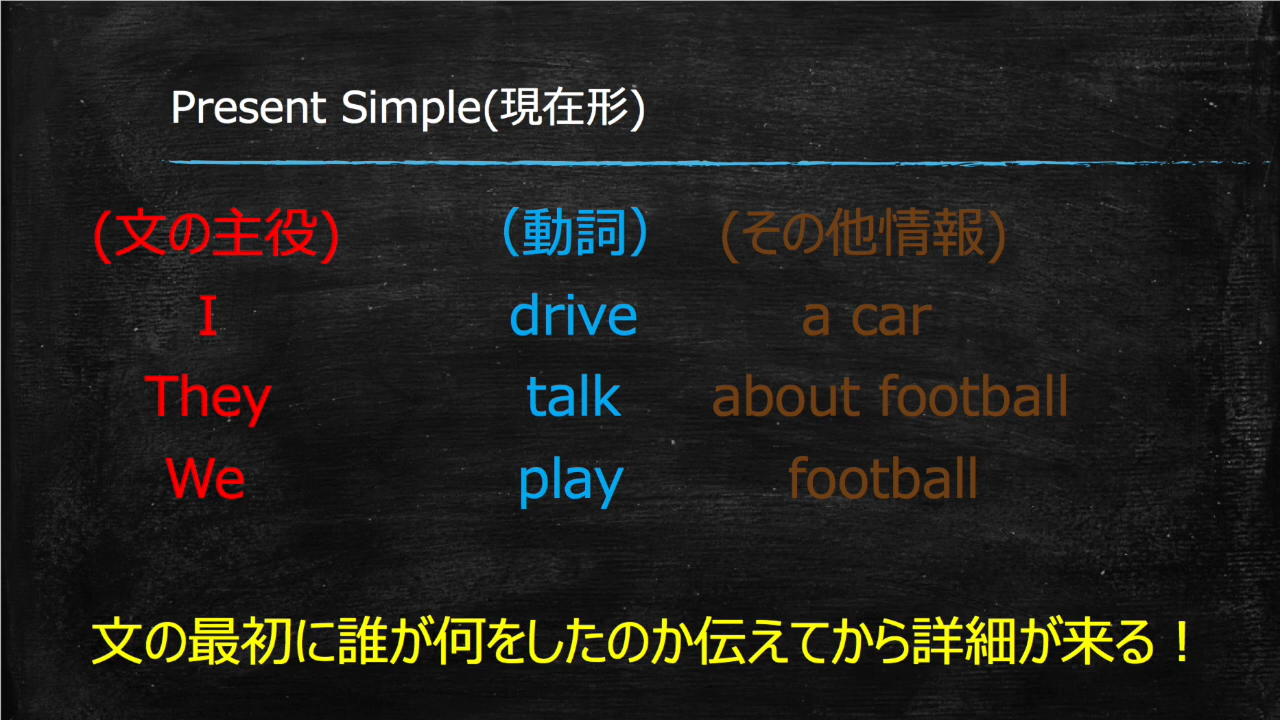 Present Simple(現在形)
(文の主役) （動詞） (その他情報)
I drive a car
They talk about football
We play football
文の最初に誰が何をしたのか伝えてから詳細が来る！